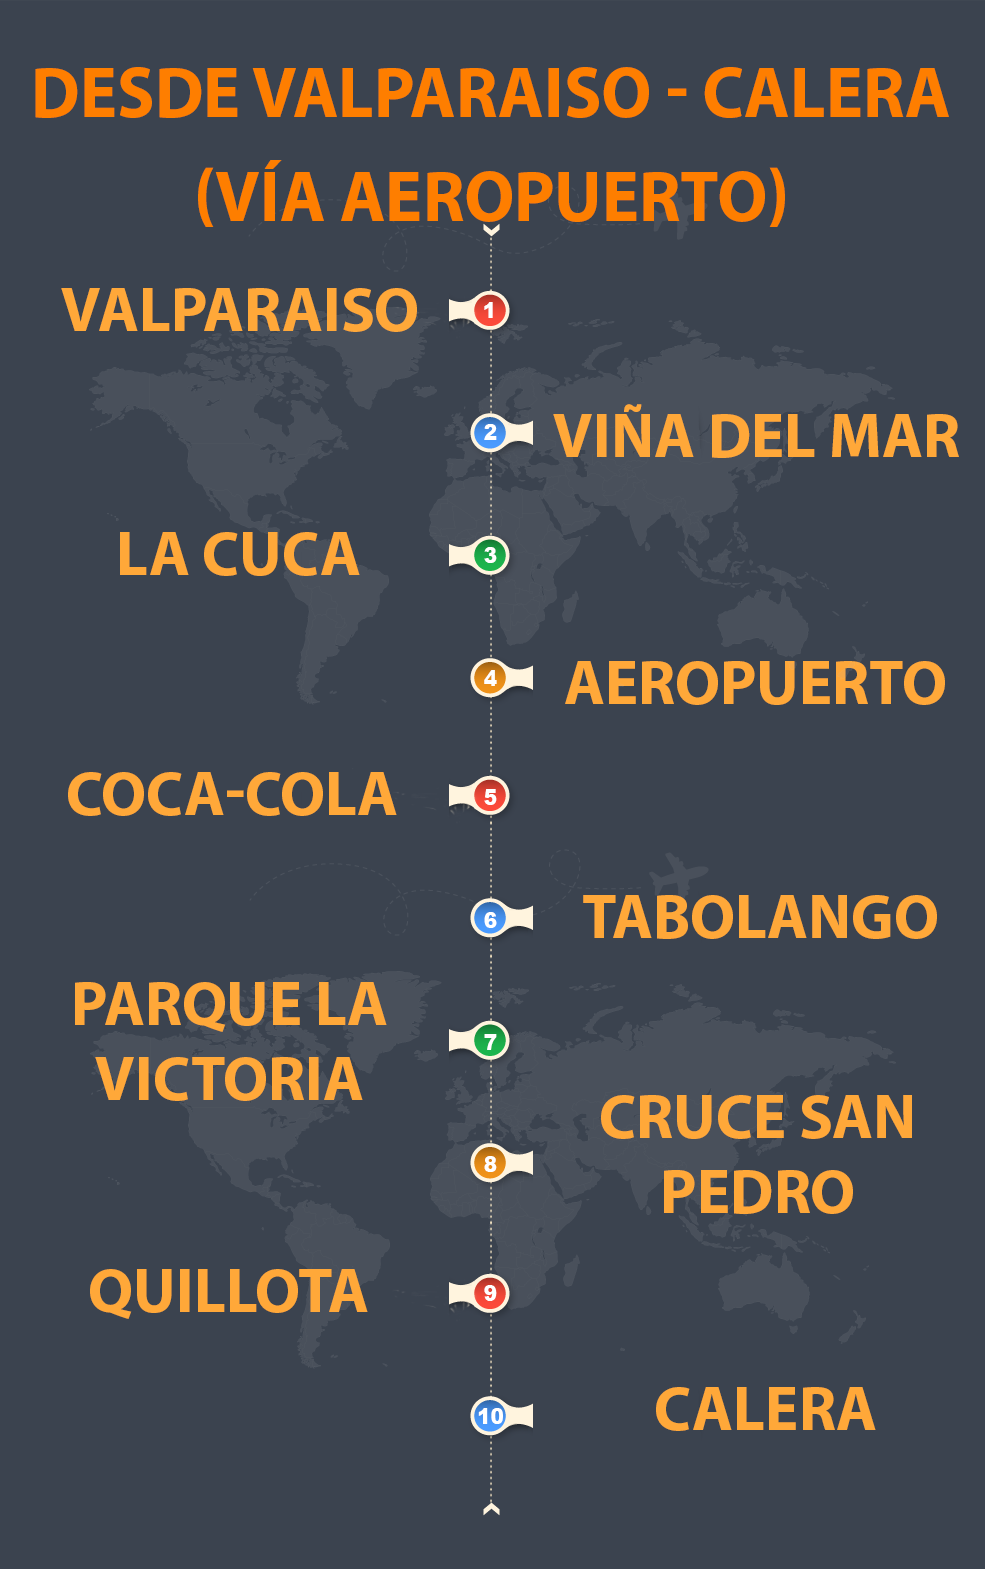 DESDE VALPARAISO - CALERA
(VÍA AEROPUERTO)
VALPARAISO
1
2
VIÑA DEL MAR
LA CUCA
3
4
AEROPUERTO
COCA-COLA
5
6
TABOLANGO
PARQUE LA
VICTORIA
7
8
CRUCE SAN
PEDRO
QUILLOTA
9
10
CALERA